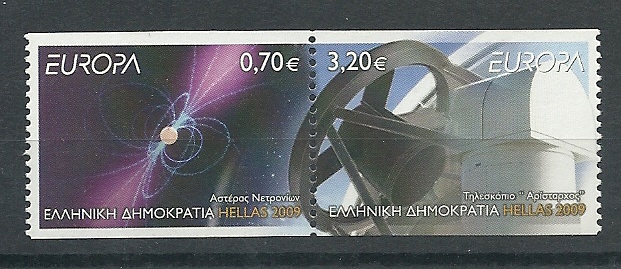 EUROPA 0,70€
Αστέρας Νετρονίων
ΕΛΛΗΝΙΚΗ ΔΗΜΟΚΡΑΤΙΑ HELLAS 2009
3,20€ EUROPA
Τηλεσκόπιο " Αρίσταρχος"
ΕΛΛΗΝΙΚΗ ΔΗΜΟΚΡΑΤΙΑ HELLAS 2009